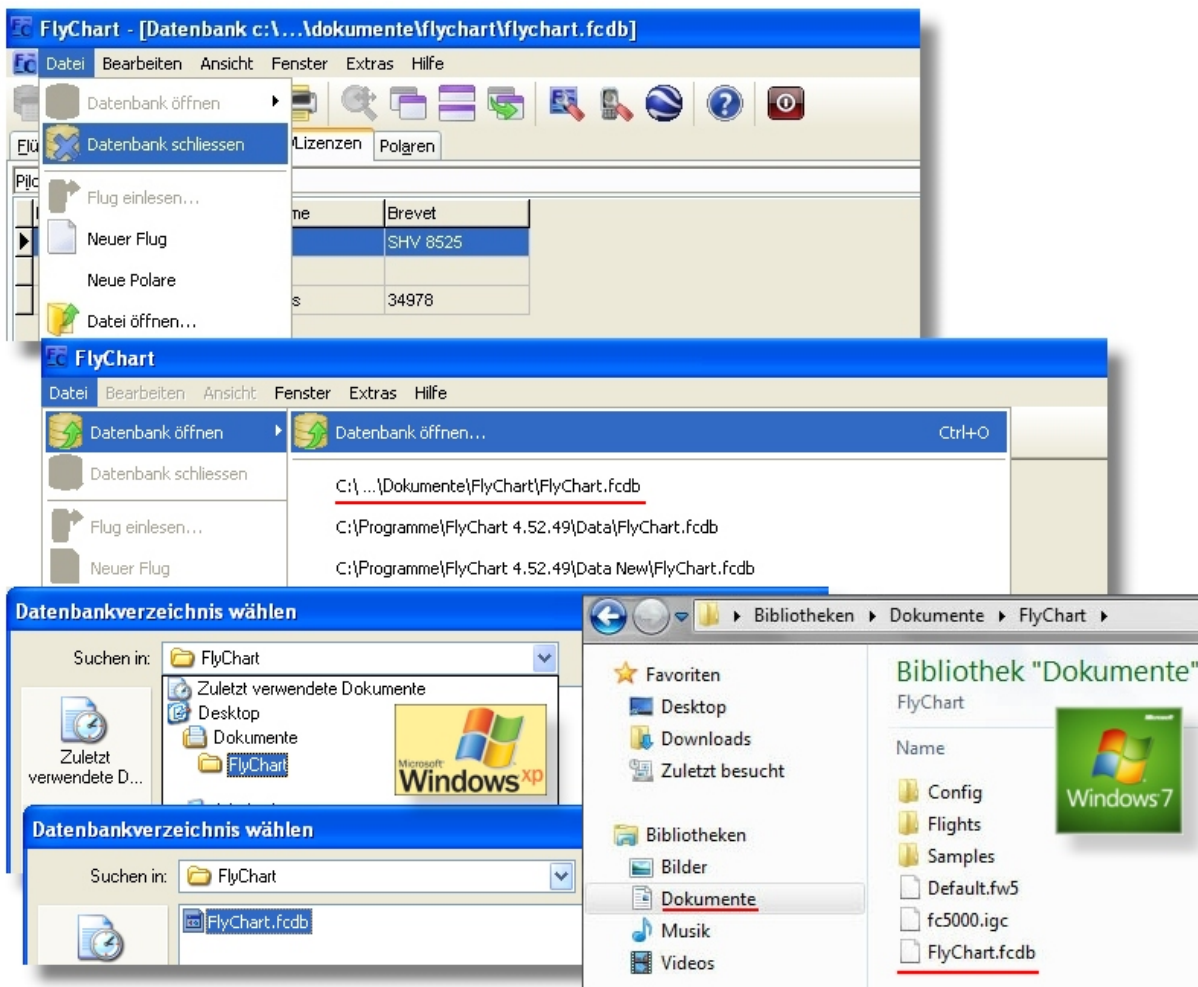 FlyChart - [Datenbank c:\...\dokumente\flychart\flychart.fcdb]
Datei Bearbeiten Ansicht Fenster Extras Hilfe
Datenbank öffnen
Datenbank schliessen
Lizenzen Polaren
Flug einlesen...
Brevet
Neuer Flug
SHV 8525
Neue Polare
34978
Datei öffnen...
FlyChart
Datei Bearbeiten Ansicht Fenster Extras Hilfe
Datenbank öffnen
Datenbank öffnen... Ctrl+O
Datenbank schliessen
C:\ ...\Dokumente\FlyChart\FlyChart.fcdb
Flug einlesen...
C:\Programme\FlyChart 4.52.49\Data\FlyChart.fcdb
Neuer Flug
C:\Programme\FlyChart 4.52.49\Data New\FlyChart.fcdb
Datenbankverzeichnis wählen
Suchen in: FlyChart
Zuletzt verwendete Dokumente
Desktop
Dokumente
FlyChart
Zuletzt
verwendete D...
Microsoft
Windows xp
Datenbankverzeichnis wählen
Suchen in: FlyChart
FlyChart.fcdb
Bibliotheken Dokumente FlyChart
Favoriten
Desktop
Downloads
Zuletzt besucht
Bibliotheken
Bilder
Dokumente
Musik
Videos
Bibliothek "Dokumente"
FlyChart
Name
Config
Flights
Samples
Default.fw5
fc5000.igc
FlyChart.fcdb
Microsoft
Windows 7